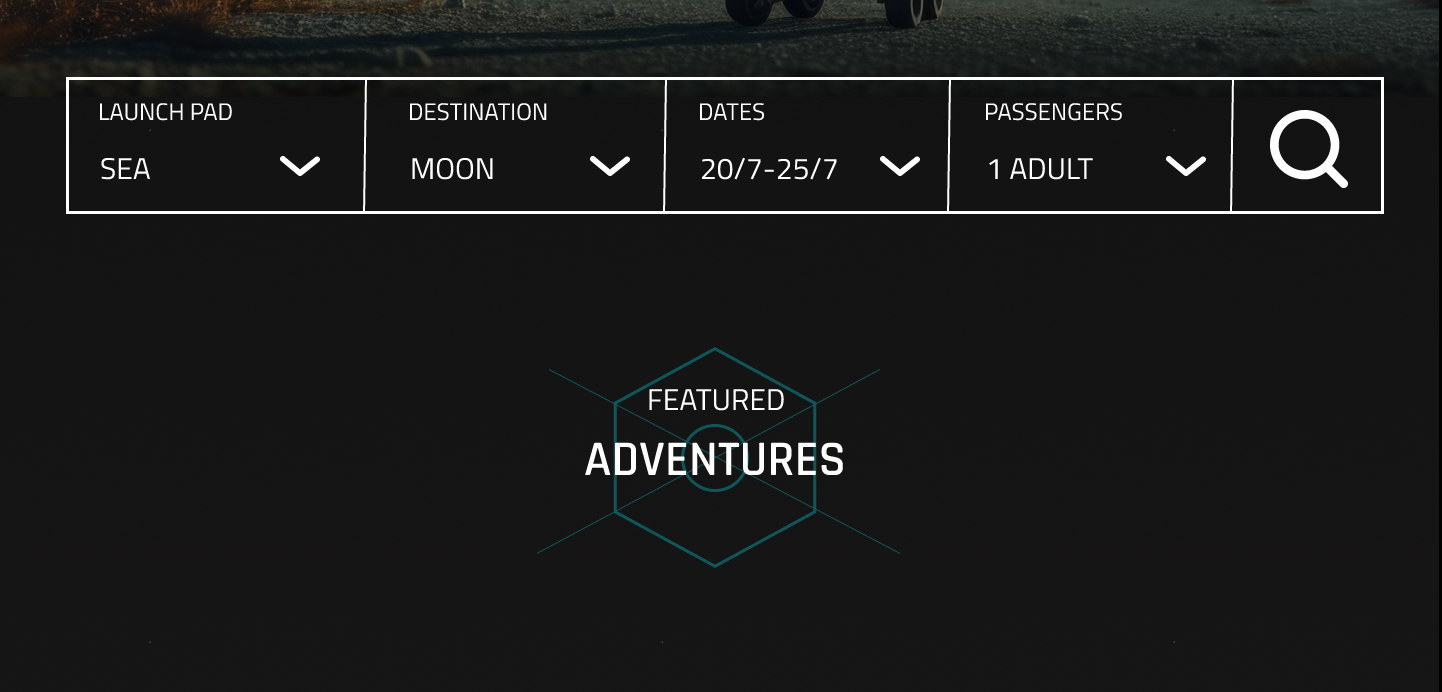 LAUNCH PAD
SEA
DESTINATION
MOON
DATES
20/7-25/7
PASSENGERS
1 ADULT
FEATURED
ADVENTURES